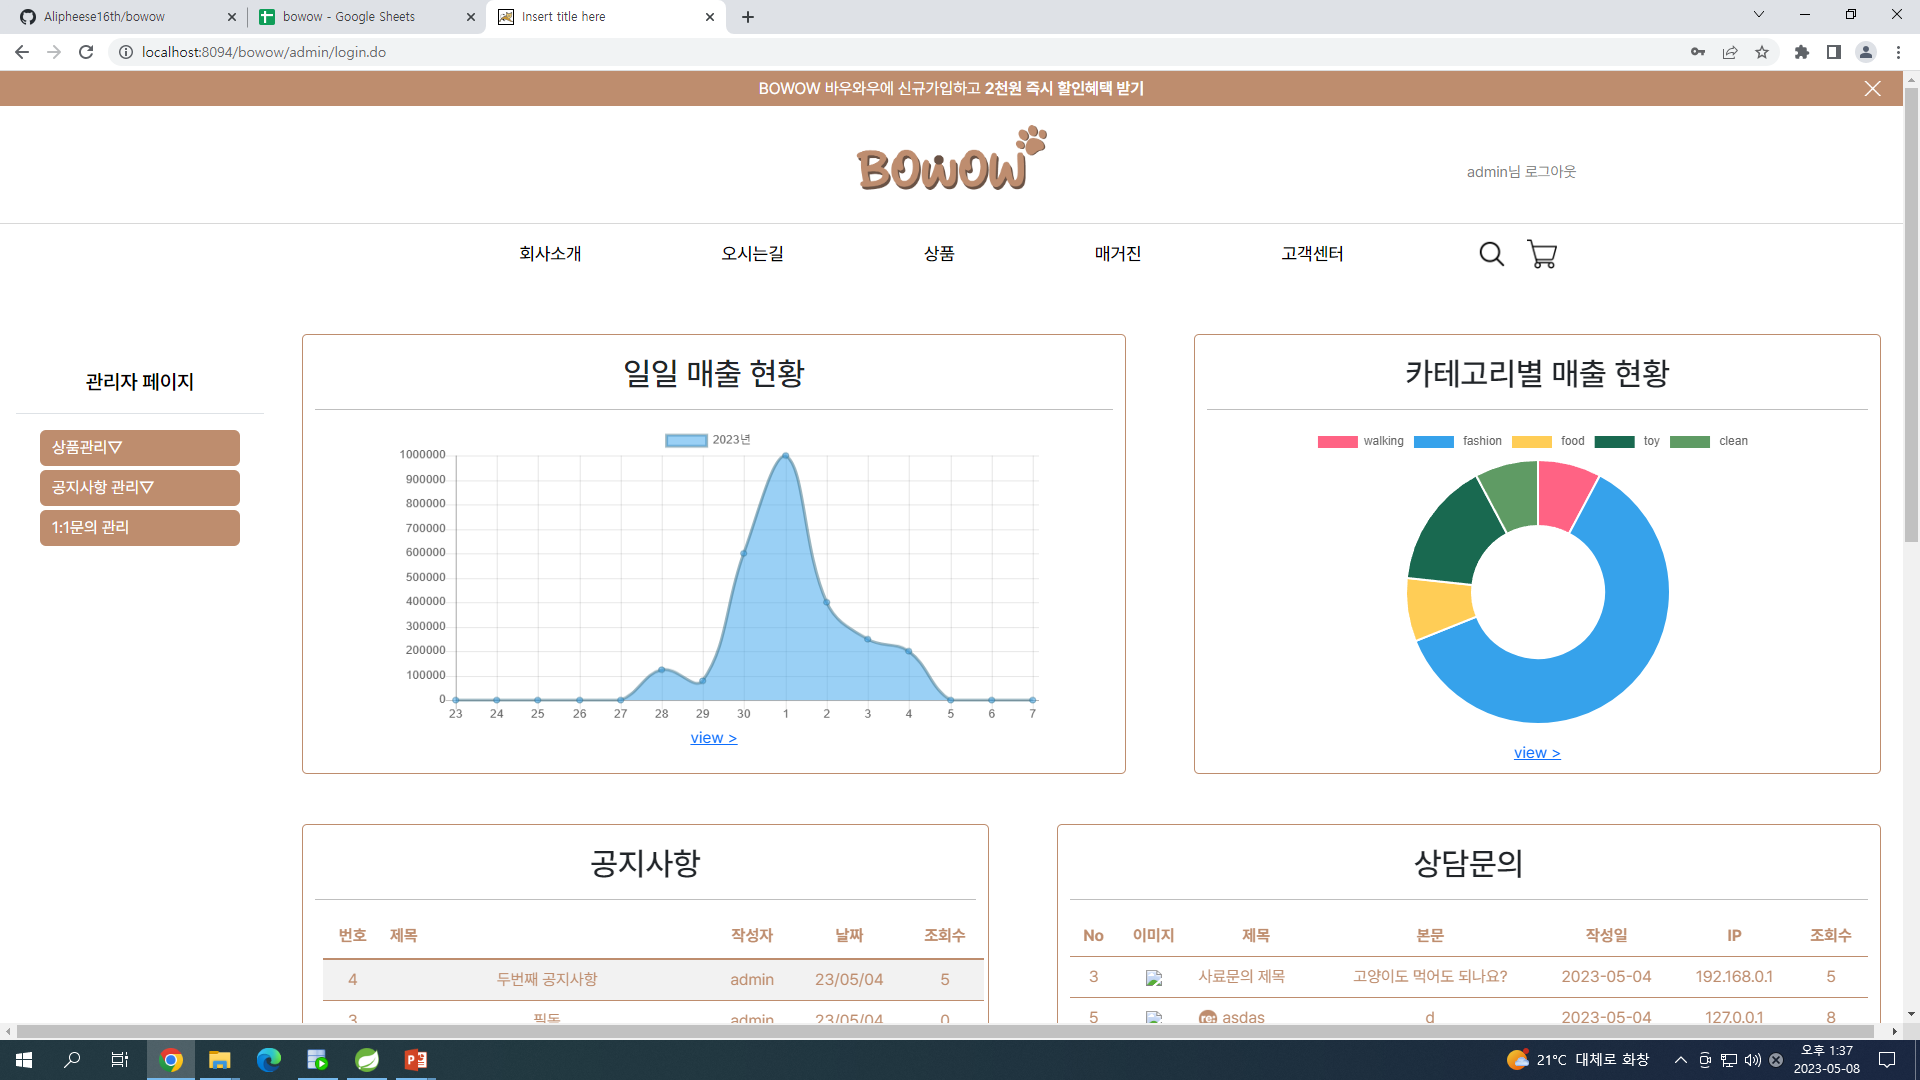 Alipheese16th/bowow
bowow - Google Sheets
Insert title here
localhost:8094/bowow/admin/login.do
BOWOW 바우와우에 신규가입하고 2천원 즉시 할인혜택 받기
BOWOW
admin님 로그아웃
회사소개 오시는길 상품 매거진 고객센터
관리자 페이지
상품관리▽
공지사항 관리▽
1:1문의 관리
일일 매출 현황
2023년
1000000
900000
800000
700000
600000
500000
400000
300000
200000
100000
0
23 24 25 26 27 28 29 30 1 2 3 4 5 6 7
view >
카테고리별 매출 현황
walking fashion food toy clean
view >
공지사항
번호 제목 작성자 날짜 조회수
4 두번째 공지사항 admin 23/05/04 5
3 필독 admin 23/05/04 0
상담문의
No 이미지 제목 본문 작성일 IP 조회수
3 사료문의 제목 고양이도 먹어도 되나요? 2023-05-04 192.168.0.1 5
5 re: asdas d 2023-05-04 127.0.0.1 8
21°C 대체로 화창
오후 1:37
2023-05-08